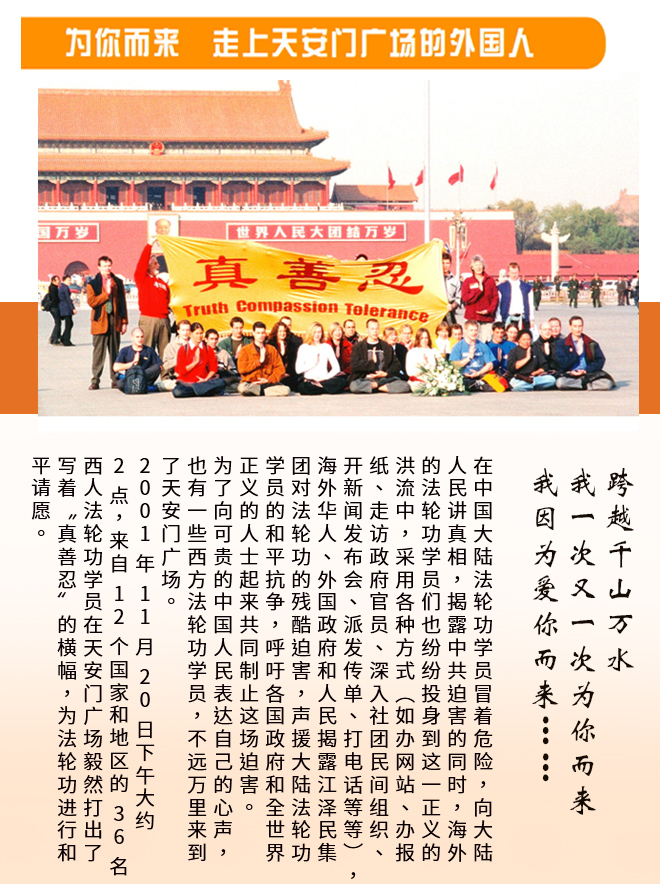 为你而来 走上天安门广场的外国人
国万岁
世界人民大团结万岁
真善忍
Truth Compassion Tolerance
跨越千山万水
我一次又一次为你而来
我因为爱你而来……
在中国大陆法轮功学员冒着危险，向大陆
人民讲真相，揭露中共迫害的同时，海外
的法轮功学员们也纷纷投身到这一正义的
洪流中，采用各种方式（如办网站、办报
纸、走访政府官员、深入社团民间组织、
开新闻发布会、派发传单、打电话等等），
海外华人、外国政府和人民揭露江泽民集
团对法轮功的残酷迫害，声援大陆法轮功
学员的和平抗争，呼吁各国政府和全世界
正义的人士起来共同制止这场迫害。
为了向可贵的中国人民表达自己的心声，
也有一些西方法轮功学员，不远万里来到
了天安门广场。
2001年11月20日下午大约
2点，来自12个国家和地区的36名
西人法轮功学员在天安门广场毅然打出了
写着“真善忍”的横幅，为法轮功进行和
平请愿。